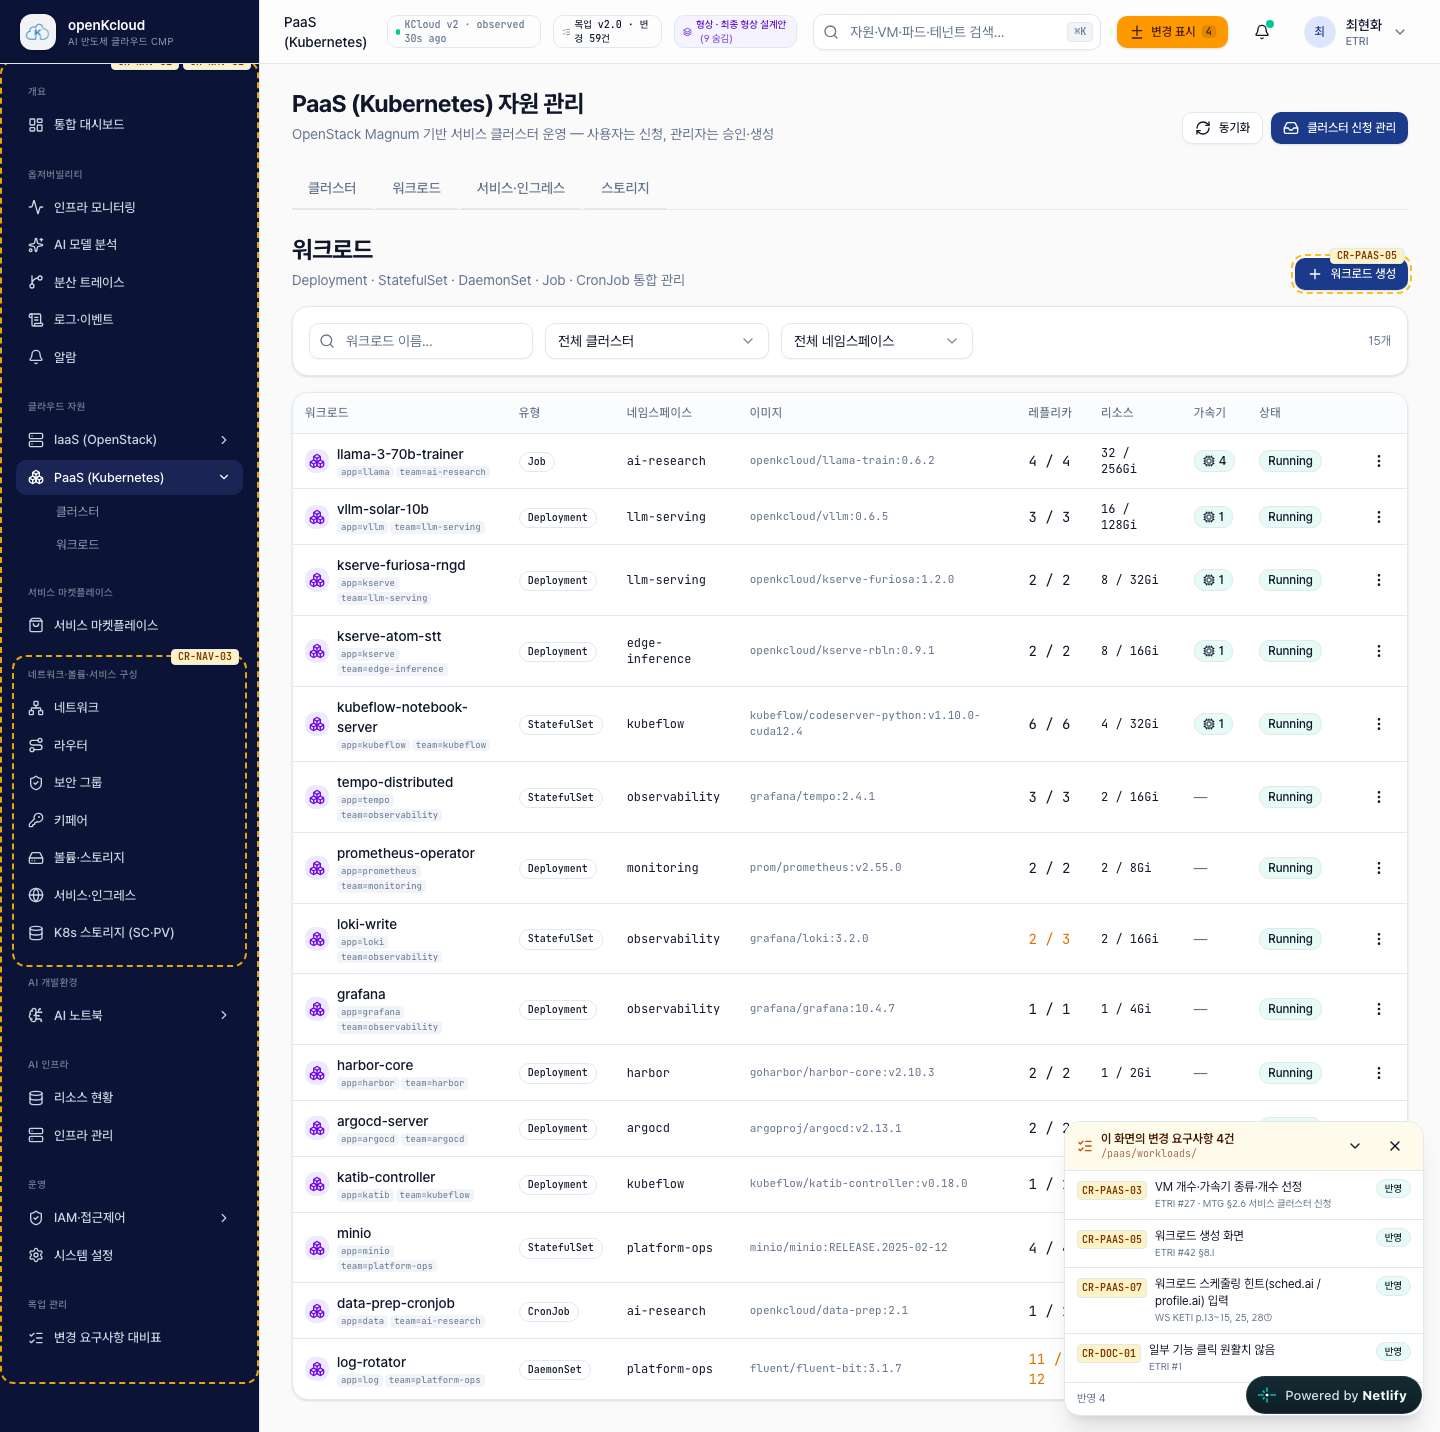 openKcloud
AI 반도체 클라우드 CMP
PaaS
(Kubernetes)
KCloud v2 · observed
30s ago
목업 v2.0 · 변
경 59건
형상 · 최종 형상 설계안
(9 숨김)
자원·VM·파드·테넌트 검색...
⌘K
변경 표시 4
최
최현화
ETRI
개요
통합 대시보드
옵저버빌리티
인프라 모니터링
AI 모델 분석
분산 트레이스
로그·이벤트
알람
클라우드 자원
IaaS (OpenStack)
PaaS (Kubernetes)
클러스터
워크로드
서비스 마켓플레이스
서비스 마켓플레이스
CR-NAV-03
네트워크·볼륨·서비스 구성
네트워크
라우터
보안 그룹
키페어
볼륨·스토리지
서비스·인그레스
K8s 스토리지 (SC·PV)
AI 개발환경
AI 노트북
AI 인프라
리소스 현황
인프라 관리
운영
IAM·접근제어
시스템 설정
목업 관리
변경 요구사항 대비표
PaaS (Kubernetes) 자원 관리
OpenStack Magnum 기반 서비스 클러스터 운영 — 사용자는 신청, 관리자는 승인·생성
동기화
클러스터 신청 관리
클러스터
워크로드
서비스·인그레스
스토리지
워크로드
Deployment · StatefulSet · DaemonSet · Job · CronJob 통합 관리
CR-PAAS-05
워크로드 생성
워크로드 이름...
전체 클러스터
전체 네임스페이스
15개
워크로드 유형 네임스페이스 이미지 레플리카 리소스 가속기 상태
llama-3-70b-trainer
app=llama team=ai-research
Job
ai-research
openkcloud/llama-train:0.6.2
4 / 4
32 /
256Gi
4
Running
vllm-solar-10b
app=vllm team=llm-serving
Deployment
llm-serving
openkcloud/vllm:0.6.5
3 / 3
16 /
128Gi
1
Running
kserve-furiosa-rngd
app=kserve
team=llm-serving
Deployment
llm-serving
openkcloud/kserve-furiosa:1.2.0
2 / 2
8 / 32Gi
1
Running
kserve-atom-stt
app=kserve
team=edge-inference
Deployment
edge-
inference
openkcloud/kserve-rbln:0.9.1
2 / 2
8 / 16Gi
1
Running
kubeflow-notebook-
server
app=kubeflow team=kubeflow
StatefulSet
kubeflow
kubeflow/codeserver-python:v1.10.0-
cuda12.4
6 / 6
4 / 32Gi
1
Running
tempo-distributed
app=tempo
team=observability
StatefulSet
observability
grafana/tempo:2.4.1
3 / 3
2 / 16Gi
—
Running
prometheus-operator
app=prometheus
team=monitoring
Deployment
monitoring
prom/prometheus:v2.55.0
2 / 2
2 / 8Gi
—
Running
loki-write
app=loki
team=observability
StatefulSet
observability
grafana/loki:3.2.0
2 / 3
2 / 16Gi
—
Running
grafana
app=grafana
team=observability
Deployment
observability
grafana/grafana:10.4.7
1 / 1
1 / 4Gi
—
Running
harbor-core
app=harbor team=harbor
Deployment
harbor
goharbor/harbor-core:v2.10.3
2 / 2
1 / 2Gi
—
Running
argocd-server
app=argocd team=argocd
Deployment
argocd
argoproj/argocd:v2.13.1
2 / 2
katib-controller
app=katib team=kubeflow
Deployment
kubeflow
kubeflow/katib-controller:v0.18.0
1 /
minio
app=minio
team=platform-ops
StatefulSet
platform-ops
minio/minio:RELEASE.2025-02-12
4 /
data-prep-cronjob
app=data team=ai-research
CronJob
ai-research
openkcloud/data-prep:2.1
1 /
log-rotator
app=log team=platform-ops
DaemonSet
platform-ops
fluent/fluent-bit:3.1.7
11 /
12
이 화면의 변경 요구사항 4건
/paas/workloads/
CR-PAAS-03
VM 개수·가속기 종류·개수 선정
ETRI #27 · MTG §2.6 서비스 클러스터 신청
반영
CR-PAAS-05
워크로드 생성 화면
ETRI #42 §8.1
반영
CR-PAAS-07
워크로드 스케줄링 힌트(sched.ai /
profile.ai) 입력
WS KETI p.13~15, 25, 28①
반영
CR-DOC-01
일부 기능 클릭 원활치 않음
ETRI #1
반영
반영 4
Powered by Netlify